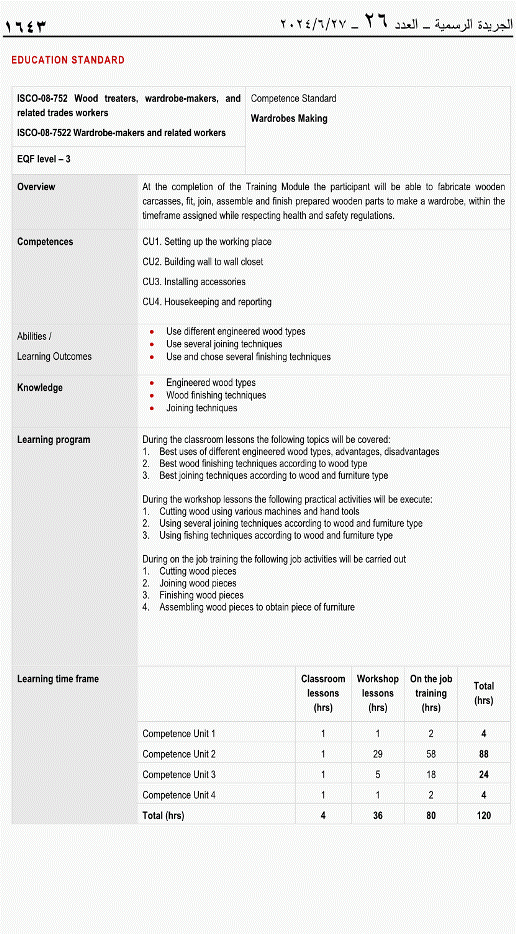 الجريدة الرسمية – العدد ٢٦ – ٢٠٢٤/٦/٢٧
١٦٤٣
EDUCATION STANDARD
ISCO-08-752 Wood treaters, wardrobe-makers, and
related trades workers
ISCO-08-7522 Wardrobe-makers and related workers
EQF level – 3
Competence Standard
Wardrobes Making
Overview
At the completion of the Training Module the participant will be able to fabricate wooden
carcasses, fit, join, assemble and finish prepared wooden parts to make a wardrobe, within the
timeframe assigned while respecting health and safety regulations.
Competences
CU1. Setting up the working place
CU2. Building wall to wall closet
CU3. Installing accessories
CU4. Housekeeping and reporting
Abilities /
Learning Outcomes
• Use different engineered wood types
• Use several joining techniques
• Use and chose several finishing techniques
Knowledge
• Engineered wood types
• Wood finishing techniques
• Joining techniques
Learning program
During the classroom lessons the following topics will be covered:
1. Best uses of different engineered wood types, advantages, disadvantages
2. Best wood finishing techniques according to wood type
3. Best joining techniques according to wood and furniture type
During the workshop lessons the following practical activities will be execute:
1. Cutting wood using various machines and hand tools
2. Using several joining techniques according to wood and furniture type
3. Using fishing techniques according to wood and furniture type
During on the job training the following job activities will be carried out
1. Cutting wood pieces
2. Joining wood pieces
3. Finishing wood pieces
4. Assembling wood pieces to obtain piece of furniture
Learning time frame
Classroom lessons (hrs) Workshop lessons (hrs) On the job training (hrs) Total (hrs)
Competence Unit 1 1 1 2 4
Competence Unit 2 1 29 58 88
Competence Unit 3 1 5 18 24
Competence Unit 4 1 1 2 4
Total (hrs) 4 36 80 120